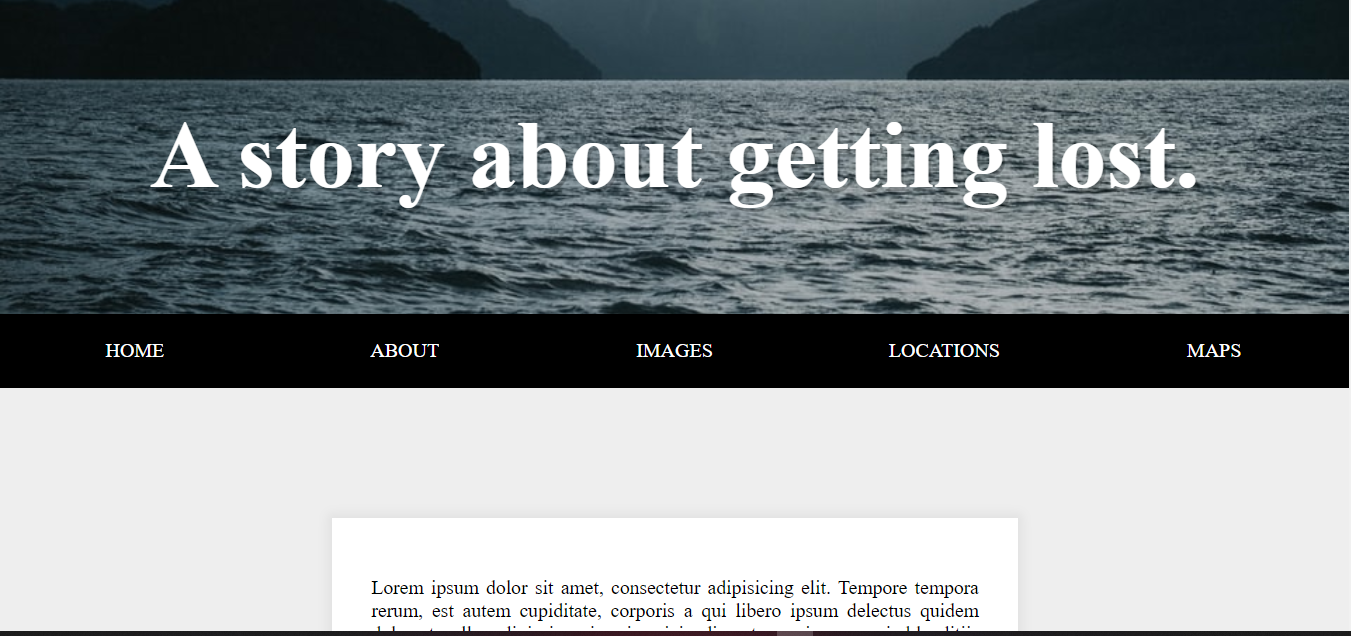 A story about getting lost.
HOME ABOUT IMAGES LOCATIONS MAPS
Lorem ipsum dolor sit amet, consectetur adipisicing elit. Tempore tempora
rerum, est autem cupiditate, corporis a qui libero ipsum delectus quidem